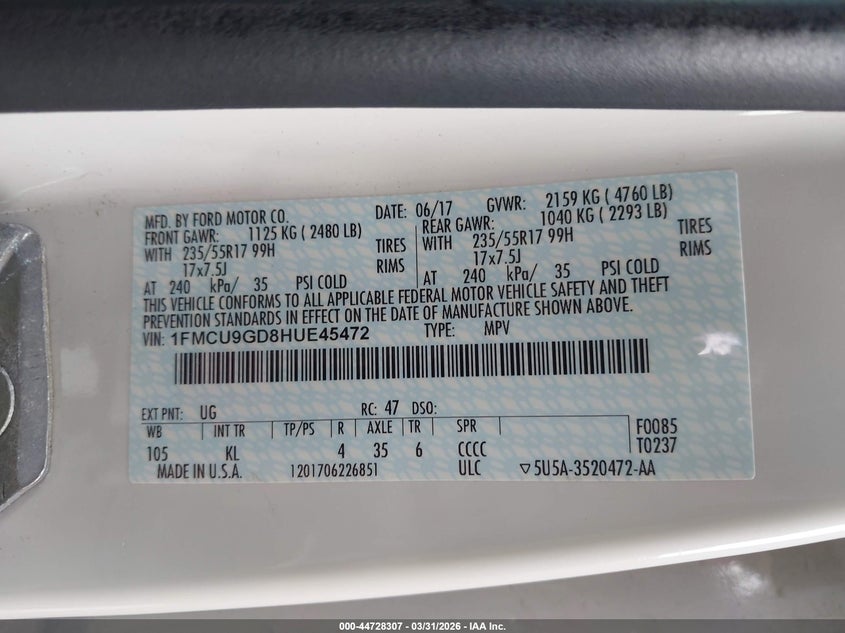 MFD. BY FORD MOTOR CO. DATE: 06/17 GVWR: 2159 KG ( 4760 LB)
FRONT GAWR: 1125 KG ( 2480 LB) REAR GAWR: 1040 KG ( 2293 LB)
WITH 235/55R17 99H TIRES WITH 235/55R17 99H TIRES
17x7.5J RIMS 17x7.5J RIMS
AT 240 kPa/ 35 PSI COLD AT 240 kPa/ 35 PSI COLD
THIS VEHICLE CONFORMS TO ALL APPLICABLE FEDERAL MOTOR VEHICLE SAFETY AND THEFT
PREVENTION STANDARDS IN EFFECT ON THE DATE OF MANUFACTURE SHOWN ABOVE.
VIN: 1FMCU9GD8HUE45472 TYPE: MPV
EXT PNT: UG RC: 47 DSO:
WB INT TR TP/PS R AXLE TR SPR F0085
105 KL 4 35 6 CCCC T0237
MADE IN U.S.A. 1201706226851 ULC ▽5U5A-3520472-AA
000-44728307 - 03/31/2026 - IAA Inc.